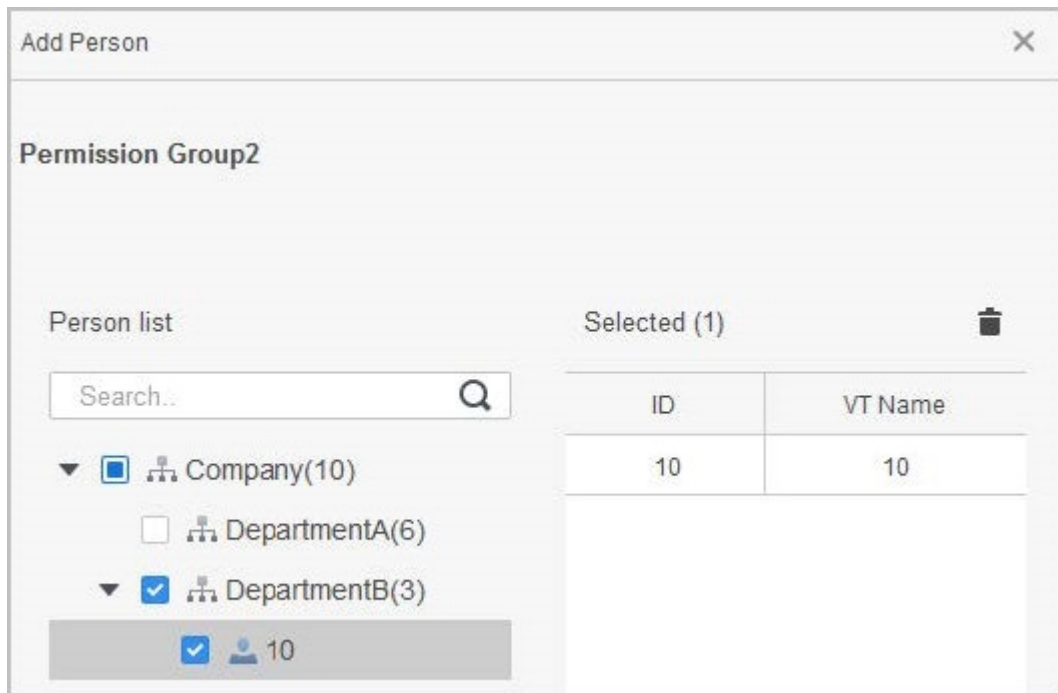 Add Person
Permission Group2
Person list
Search..
Company(10)
DepartmentA(6)
DepartmentB(3)
10
Selected (1)
ID VT Name
10 10